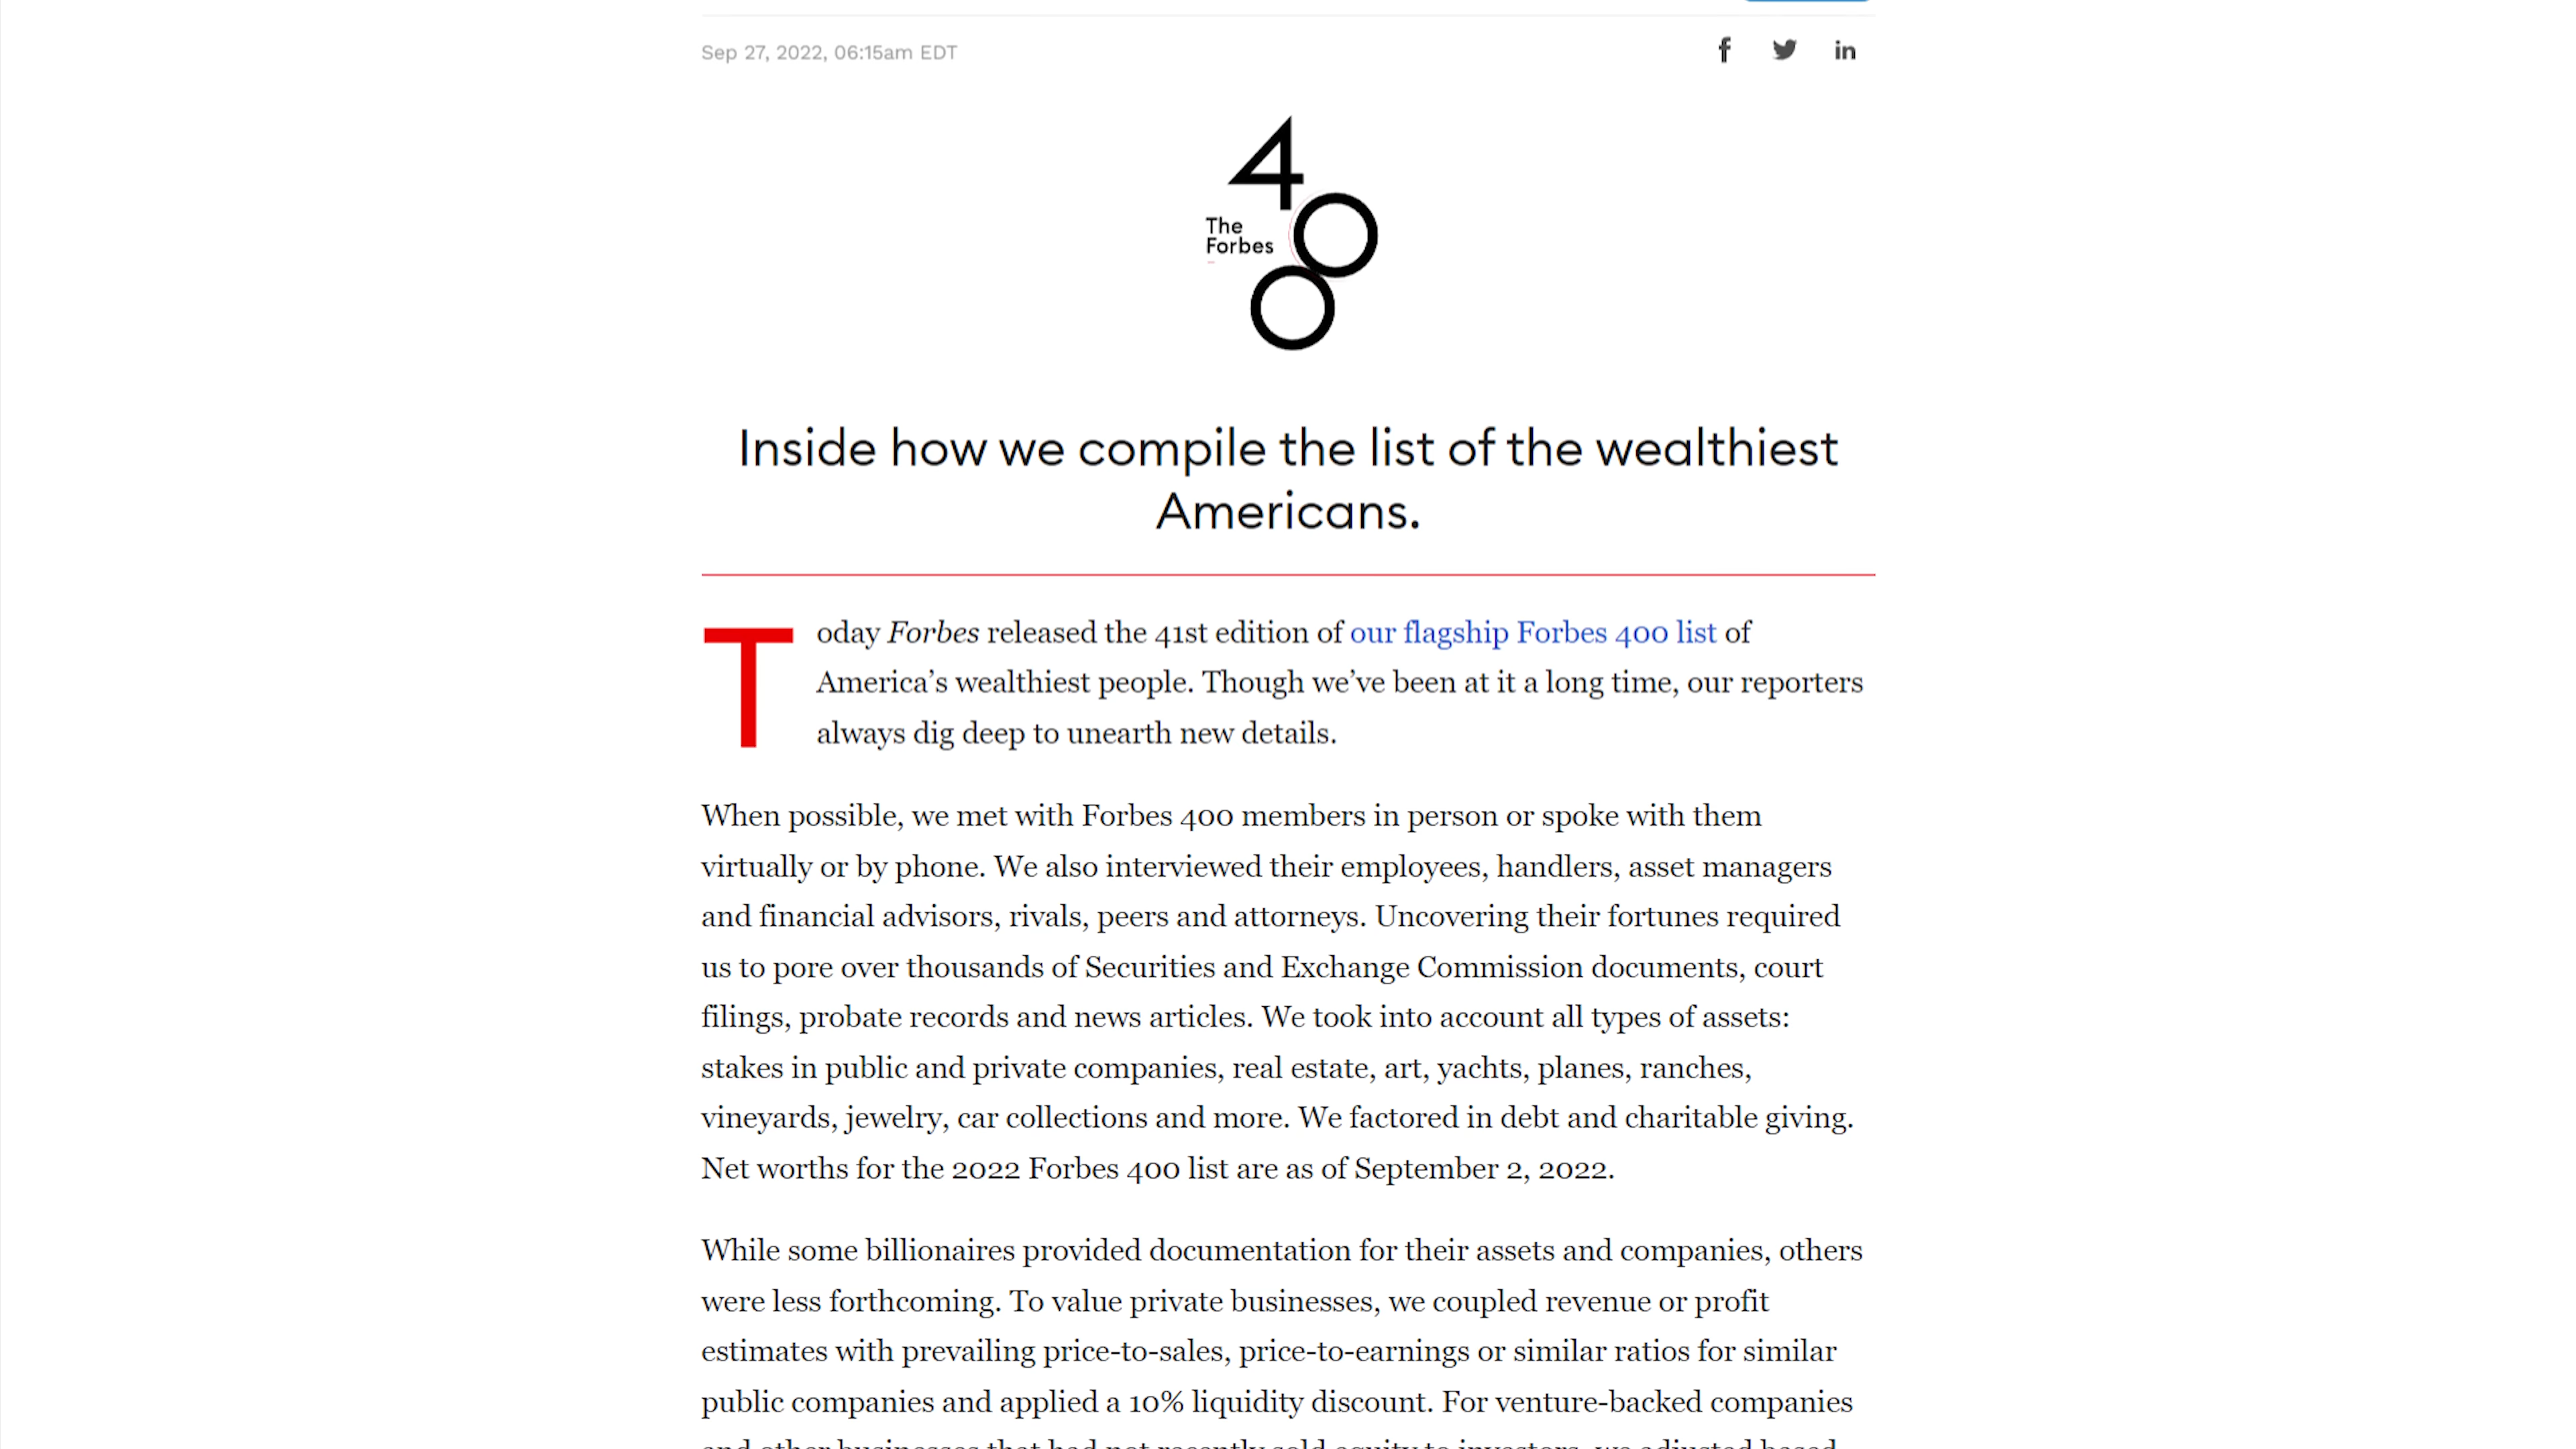 Sep 27, 2022, 06:15am EDT
The
Forbes
400
Inside how we compile the list of the wealthiest
Americans.
Today Forbes released the 41st edition of our flagship Forbes 400 list of
America’s wealthiest people. Though we’ve been at it a long time, our reporters
always dig deep to unearth new details.
When possible, we met with Forbes 400 members in person or spoke with them
virtually or by phone. We also interviewed their employees, handlers, asset managers
and financial advisors, rivals, peers and attorneys. Uncovering their fortunes required
us to pore over thousands of Securities and Exchange Commission documents, court
filings, probate records and news articles. We took into account all types of assets:
stakes in public and private companies, real estate, art, yachts, planes, ranches,
vineyards, jewelry, car collections and more. We factored in debt and charitable giving.
Net worths for the 2022 Forbes 400 list are as of September 2, 2022.
While some billionaires provided documentation for their assets and companies, others
were less forthcoming. To value private businesses, we coupled revenue or profit
estimates with prevailing price-to-sales, price-to-earnings or similar ratios for similar
public companies and applied a 10% liquidity discount. For venture-backed companies